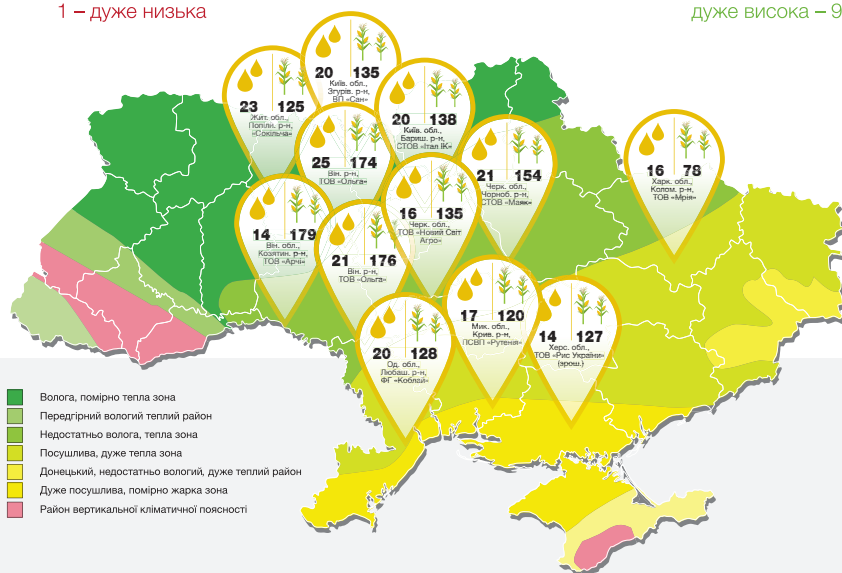 1 – дуже низька
дуже висока – 9
20 135
Київ. обл.,
Згурів. р-н,
ВП «Сан»
23 125
Жит. обл.,
Попілн. р-н,
«Сокільча»
20 138
Київ. обл.,
Бариш. р-н,
СТОВ «Італ ІК»
25 174
Він. р-н,
ТОВ «Ольга»
21 154
Черк. обл.,
Чорноб. р-н,
СТОВ «Маяк»
16 78
Харк. обл.,
Колом. р-н,
ТОВ «Мрія»
14 179
Він. обл.,
Козятин. р-н,
ТОВ «Арчі»
16 135
Черк. обл.,
ТОВ «Новий Світ
Агро»
21 176
Він. р-н,
ТОВ «Ольга»
17 120
Мик. обл.,
Крив. р-н,
ПСВП «Рутенія»
14 127
Херс. обл.,
ТОВ «Рис України»
(зрош.)
20 128
Од. обл.,
Любаш. р-н,
ФГ «Коблей»
Волога, помірно тепла зона
Передгірний вологий теплий район
Недостатньо волога, тепла зона
Посушлива, дуже тепла зона
Донецький, недостатньо вологий, дуже теплий район
Дуже посушлива, помірно жарка зона
Район вертикальної кліматичної поясності